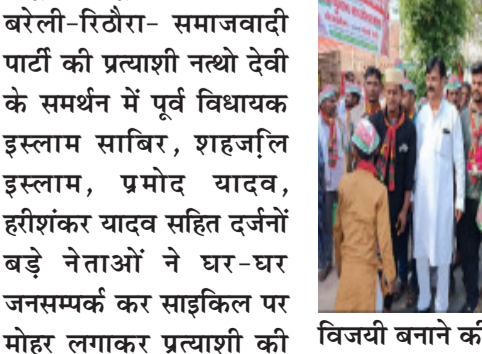 बरेली-रिठौरा- समाजवादी
पार्टी की प्रत्याशी नत्थो देवी
के समर्थन में पूर्व विधायक
इस्लाम साबिर, शहजि़ल
इस्लाम, प्रमोद यादव,
हरीशंकर यादव सहित दर्जनों
बड़े नेताओं ने घर-घर
जनसम्पर्क कर साइकिल पर
मोहर लगाकर प्रत्याशी की
विजयी बनाने की